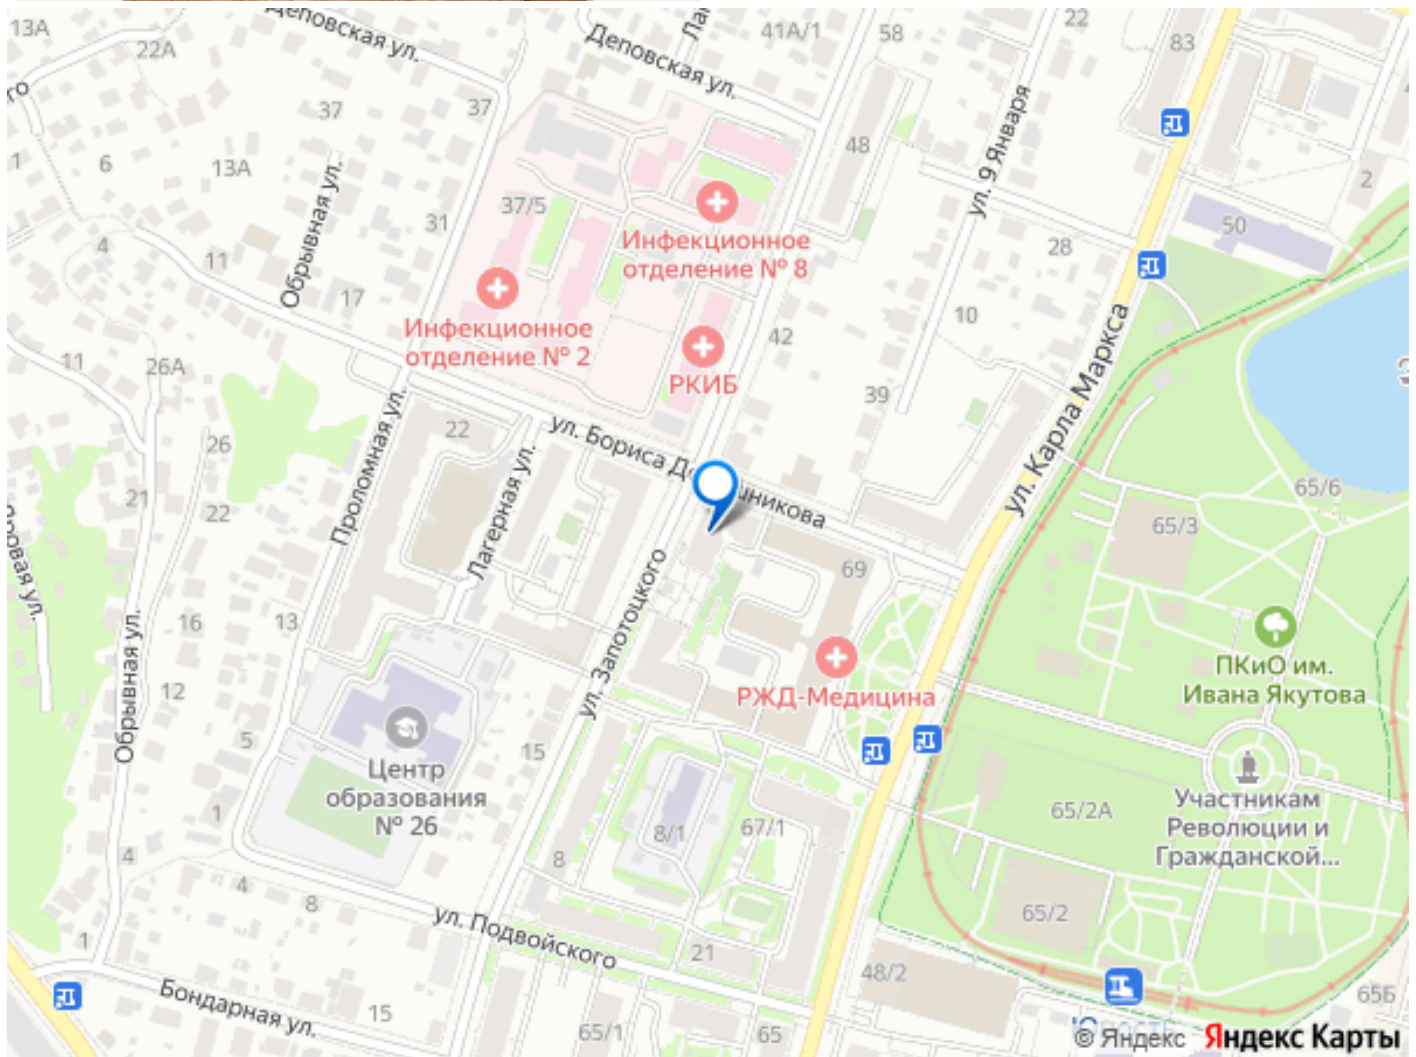 13А
Деповская ул.
22А
41А/1
58
22
83
Деповская ул.
37
37
48
ул. 9 Января
2
1
6
13А
Обрывная ул.
37/5
31
50
4
11
Инфекционное
отделение № 8
28
17
Инфекционное
отделение № 2
42
10
11
26А
РКИБ
39
ул. Карла Маркса
22
ул. Бориса
никова
Проломная ул.
26
65/6
21
22
Лагерная ул.
65/3
69
16
13
ул. Запотоцкого
Обрывная ул.
12
РЖД-Медицина
ПКиО им.
Ивана Якутова
5
15
Центр
образования
№ 26
1
8/1
67/1
65/2А
Участникам
Революции и
Гражданской...
4
8
4
8
65/2
ул. Подвойского
1
21
48/2
Бондарная ул.
15
65/1
65
65Б
© Яндекс
Яндекс Карты